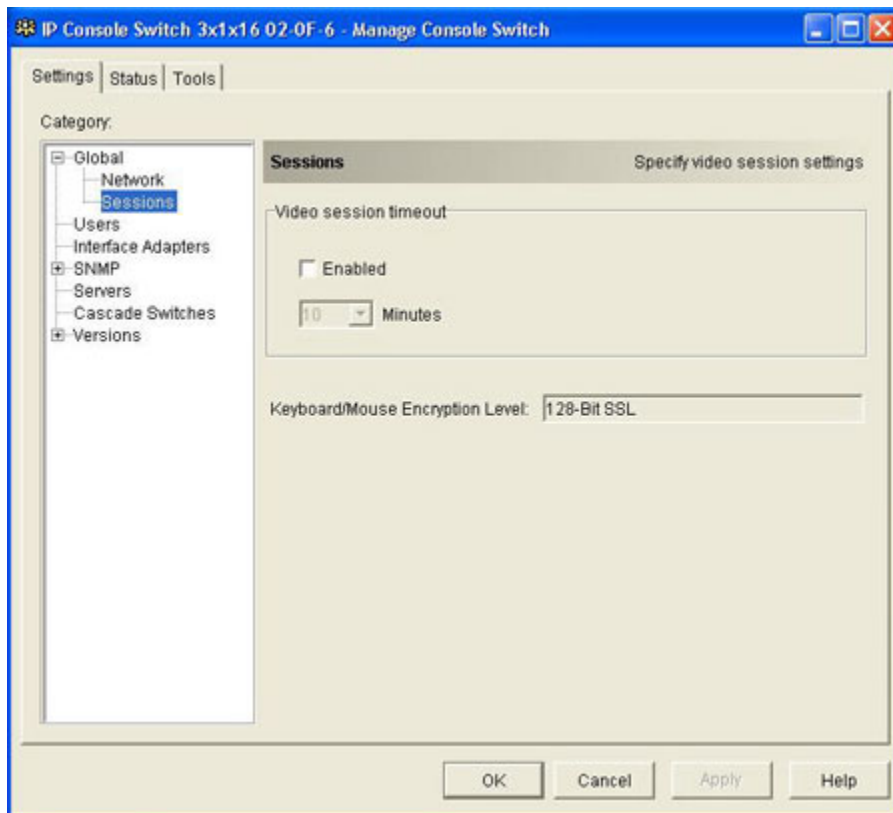 IP Console Switch 3x1x16 02-0F-6 - Manage Console Switch
Settings Status Tools
Category:
Global
Network
Sessions
Users
Interface Adapters
SNMP
Servers
Cascade Switches
Versions
Sessions Specify video session settings
Video session timeout
Enabled
10 Minutes
Keyboard/Mouse Encryption Level: 128-Bit SSL
OK Cancel Apply Help